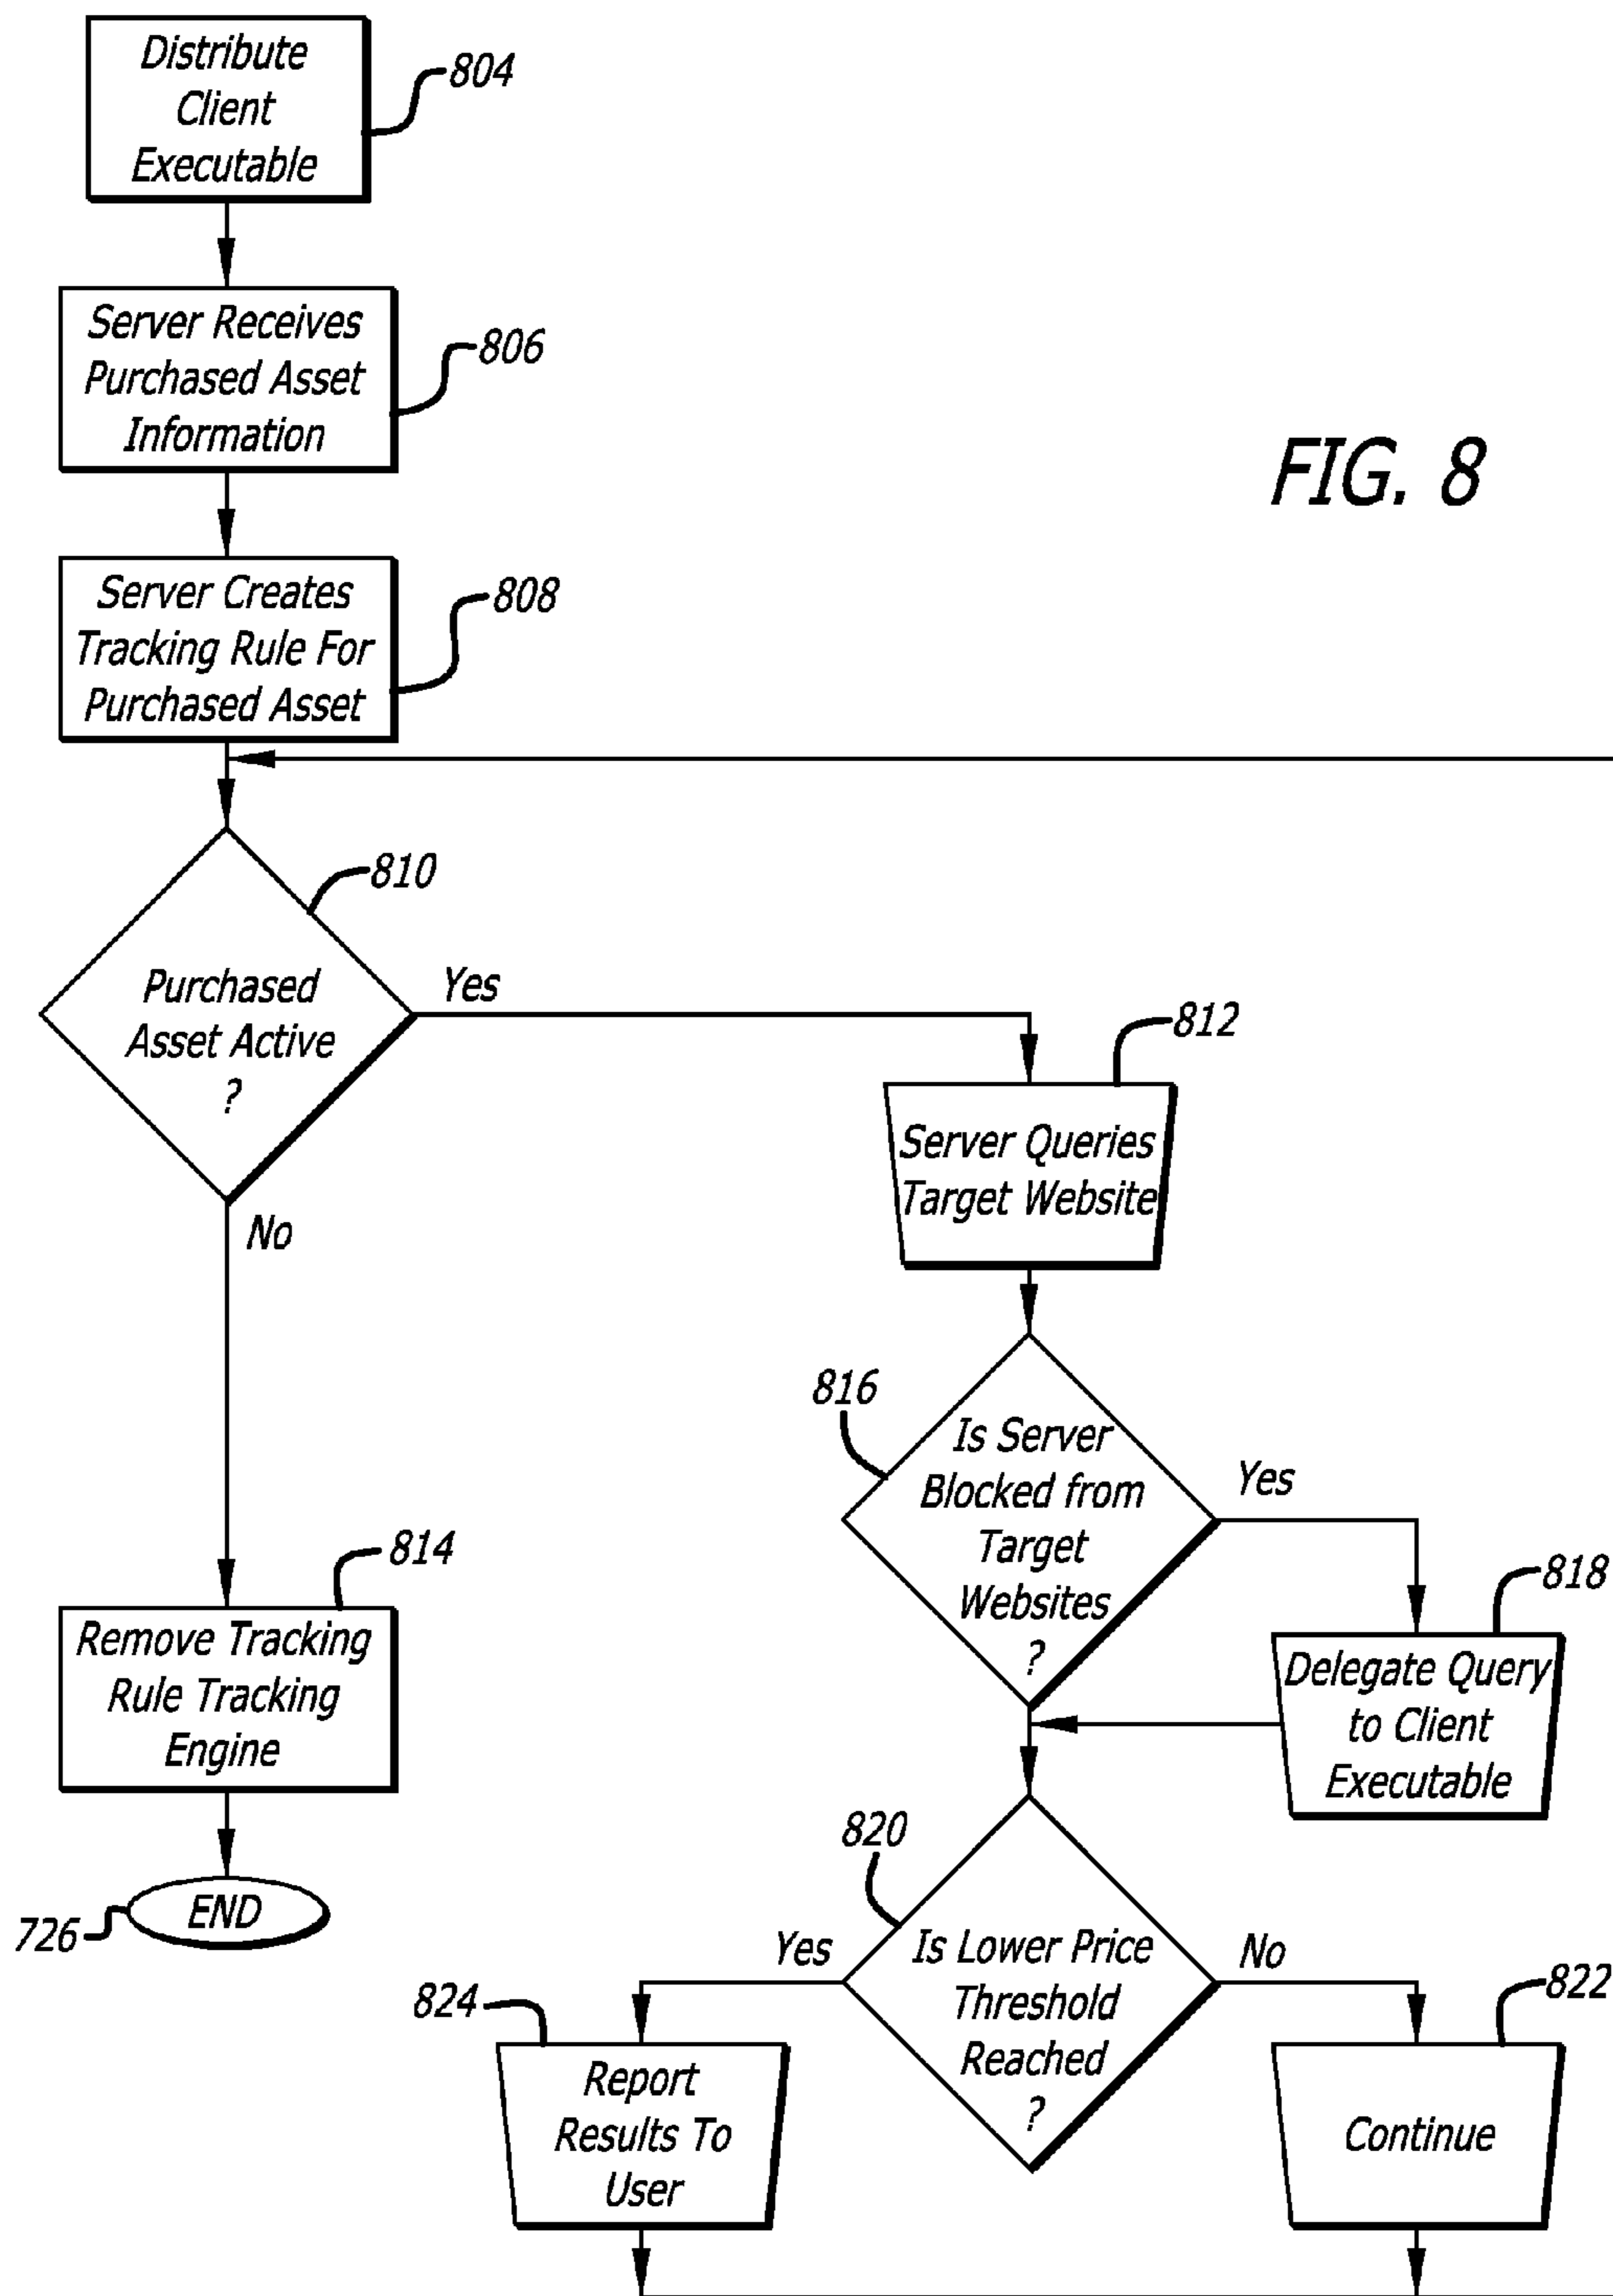 Distribute
Client
Executable
804
Server Receives
Purchased Asset
Information
806
FIG. 8
Server Creates
Tracking Rule For
Purchased Asset
808
810
Purchased
Asset Active
?
Yes
No
812
Server Queries
Target Website
816
Is Server
Blocked from
Target
Websites
?
Yes
814
Remove Tracking
Rule Tracking
Engine
818
Delegate Query
to Client
Executable
END
726
820
Is Lower Price
Threshold
Reached
?
Yes
No
824
Report
Results To
User
822
Continue